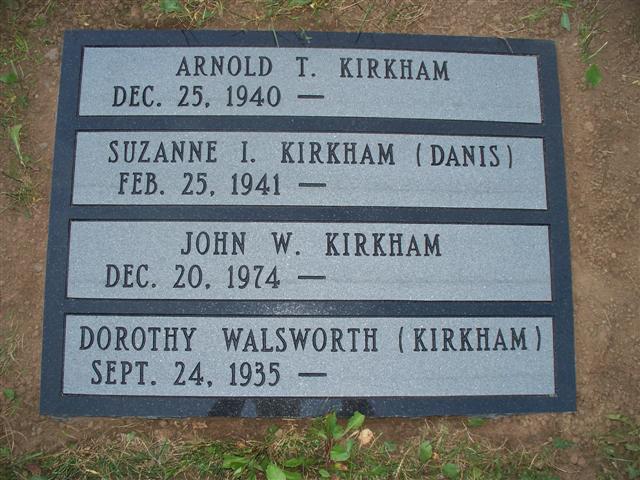 ARNOLD T. KIRKHAM
DEC. 25, 1940 —
SUZANNE I. KIRKHAM (DANIS)
FEB. 25, 1941 —
JOHN W. KIRKHAM
DEC. 20, 1974 —
DOROTHY WALSWORTH (KIRKHAM)
SEPT. 24, 1935 —